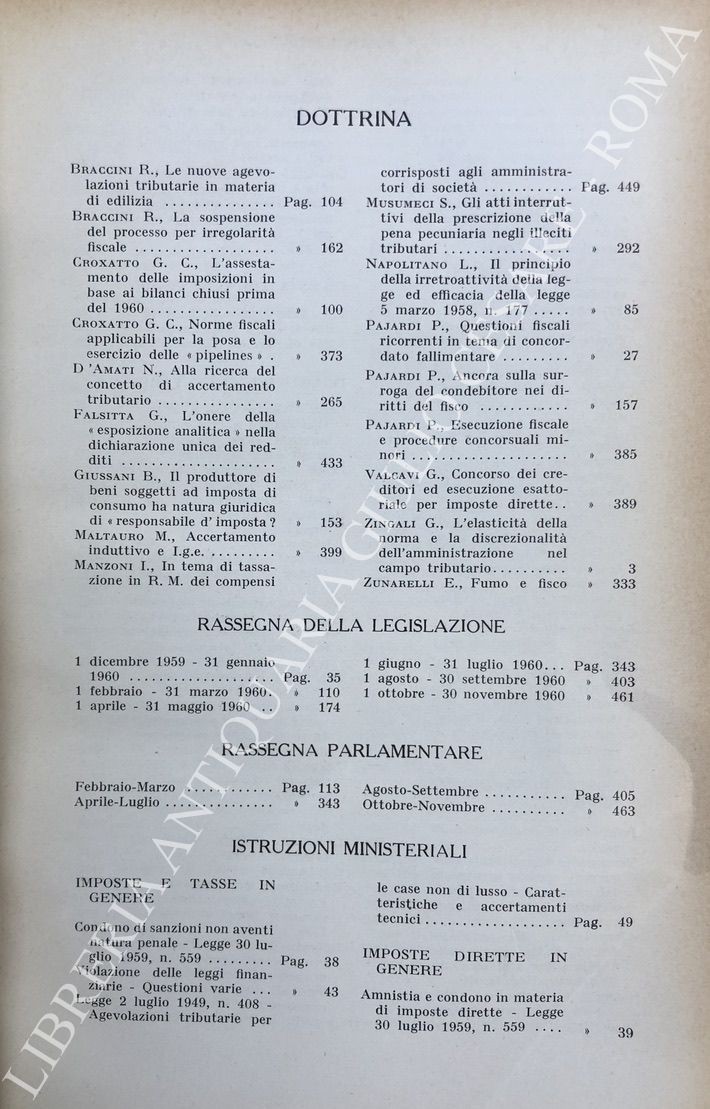 DOTTRINA
BRACCINI R., Le nuove agevo-
lazioni tributarie in materia
di edilizia ............... Pag. 104
BRACCINI R., La sospensione
del processo per irregolarità
fiscale ................... » 162
CROXATTO G. C., L'assesta-
mento delle imposizioni in
base ai bilanci chiusi prima
del 1960 ................. » 100
CROXATTO G. C., Norme fiscali
applicabili per la posa e lo
esercizio delle « pipelines » . » 373
D'AMATI N., Alla ricerca del
concetto di accertamento
tributario ................ » 265
FALSITTA G., L'onere della
« esposizione analitica » nella
dichiarazione unica dei red-
diti ..................... » 433
GIUSSANI B., Il produttore di
beni soggetti ad imposta di
consumo ha natura giuridica
di « responsabile d'imposta ? » 153
MALTAURO M., Accertamento
induttivo e I.g.e. ......... » 399
MANZONI I., In tema di tassa-
zione in R. M. dei compensi
corrisposti agli amministra-
tori di società ............ Pag. 449
MUSUMECI S., Gli atti interrut-
tivi della prescrizione della
pena pecuniaria negli illeciti
tributari ................. » 292
NAPOLITANO L., Il principio
della irretroattività della leg-
ge ed efficacia della legge
5 marzo 1958, n. 177 ..... » 85
PAJARDI P., Questioni fiscali
ricorrenti in tema di concor-
dato fallimentare ......... » 27
PAJARDI P., Ancora sulla sur-
roga del condebitore nei di-
ritti del fisco ............ » 157
PAJARDI P., Esecuzione fiscale
e procedure concorsuali mi-
nori ..................... » 385
VALCAVI G., Concorso dei cre-
ditori ed esecuzione esatto-
riale per imposte dirette.. » 389
ZINGALI G., L'elasticità della
norma e la discrezionalità
dell'amministrazione nel
campo tributario.......... » 3
ZUNARELLI E., Fumo e fisco » 333
RASSEGNA DELLA LEGISLAZIONE
1 dicembre 1959 - 31 gennaio
1960 ................... Pag. 35
1 febbraio - 31 marzo 1960. » 110
1 aprile - 31 maggio 1960 .. » 174
1 giugno - 31 luglio 1960... Pag. 343
1 agosto - 30 settembre 1960 » 403
1 ottobre - 30 novembre 1960 » 461
RASSEGNA PARLAMENTARE
Febbraio-Marzo ........... Pag. 113
Aprile-Luglio .............. » 343
Agosto-Settembre .......... Pag. 405
Ottobre-Novembre ......... » 463
ISTRUZIONI MINISTERIALI
IMPOSTE E TASSE IN
GENERE
Condono di sanzioni non aventi
natura penale - Legge 30 lu-
glio 1959, n. 559 ......... Pag. 38
Violazione delle leggi finan-
ziarie - Questioni varie ... » 43
Legge 2 luglio 1949, n. 408 -
Agevolazioni tributarie per
le case non di lusso - Carat-
teristiche e accertamenti
tecnici ................... Pag. 49
IMPOSTE DIRETTE IN
GENERE
Amnistia e condono in materia
di imposte dirette - Legge
30 luglio 1959, n. 559 .... » 39
LIBRERIA ANTIQUARIA GIULIO CESARE - ROMA